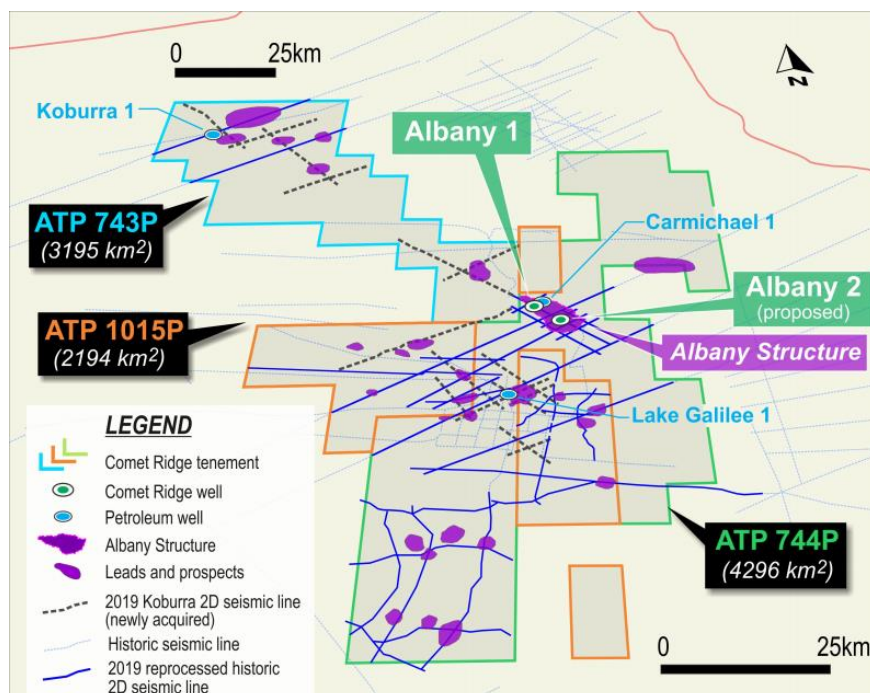 0 25km
N
Koburra 1
Albany 1
Carmichael 1
ATP 743P
(3195 km²)
Albany 2
(proposed)
ATP 1015P
(2194 km²)
Albany Structure
Lake Galilee 1
LEGEND
Comet Ridge tenement
Comet Ridge well
Petroleum well
Albany Structure
Leads and prospects
2019 Koburra 2D seismic line
(newly acquired)
Historic seismic line
2019 reprocessed historic
2D seismic line
ATP 744P
(4296 km²)
0 25km